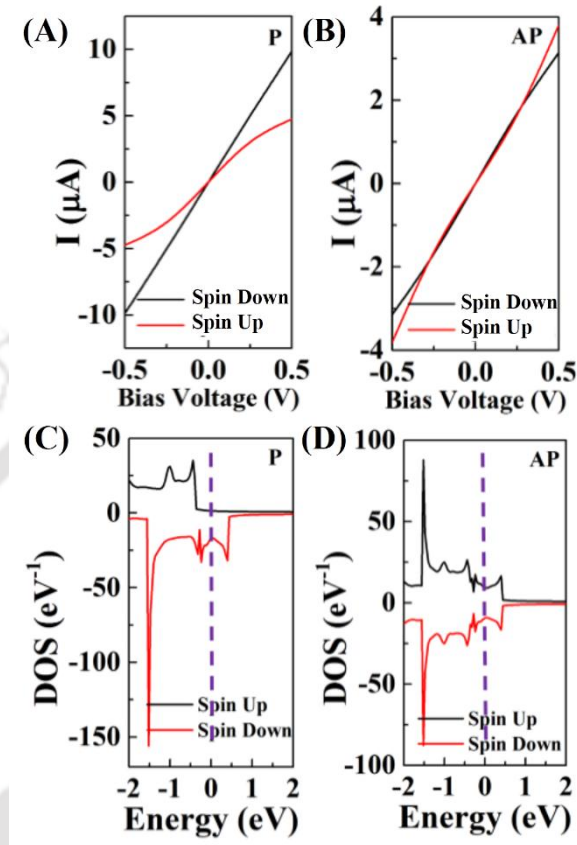 (A) P
10
5
0
-5
-10
I (μA)
Spin Down
Spin Up
-0.5 0.0 0.5
Bias Voltage (V)
(B) AP
4
2
0
-2
-4
I (μA)
Spin Down
Spin Up
-0.5 0.0 0.5
Bias Voltage (V)
(C) P
50
0
-50
-100
-150
DOS (eV⁻¹)
Spin Up
Spin Down
-2 -1 0 1 2
Energy (eV)
(D) AP
100
50
0
-50
-100
DOS (eV⁻¹)
Spin Up
Spin Down
-2 -1 0 1 2
Energy (eV)